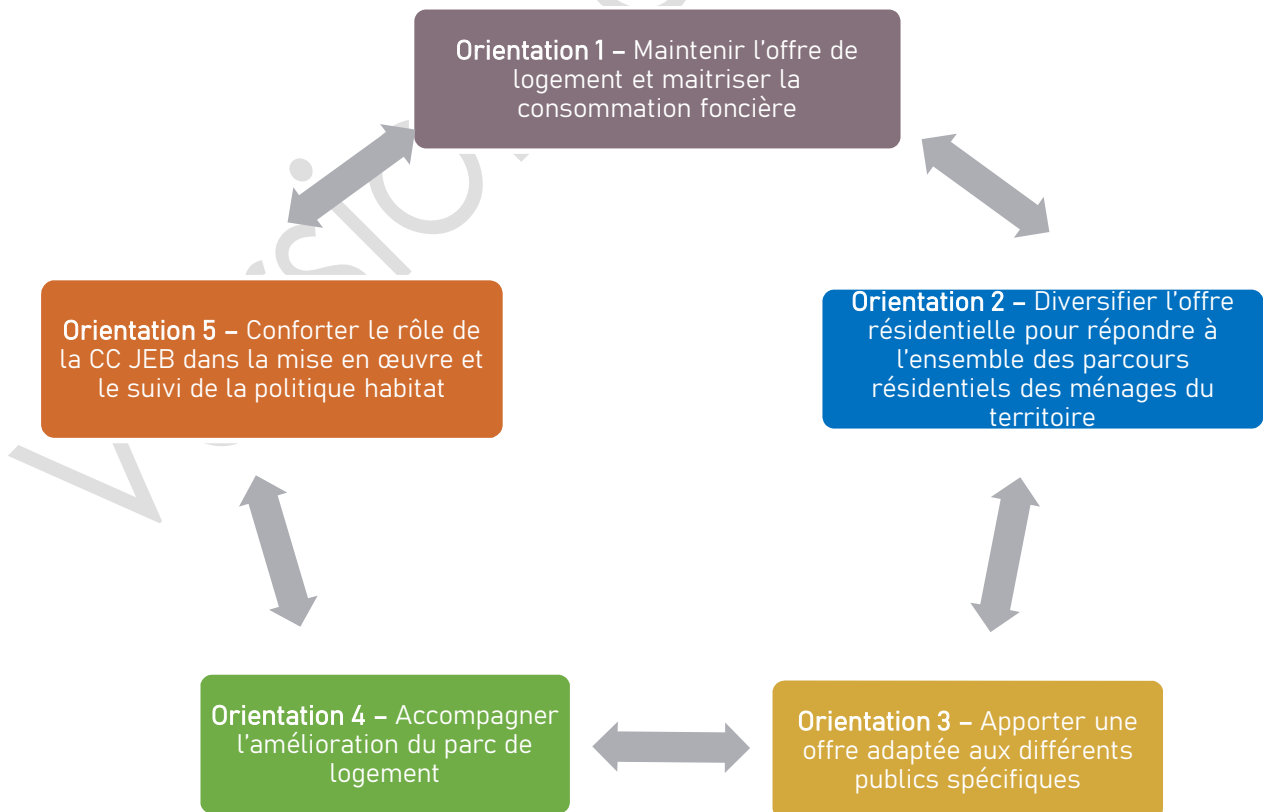 Orientation 1 – Maintenir l'offre de
logement et maitriser la
consommation foncière
Orientation 2 – Diversifier l'offre
résidentielle pour répondre à
l'ensemble des parcours
résidentiels des ménages du
territoire
Orientation 3 – Apporter une
offre adaptée aux différents
publics spécifiques
Orientation 4 – Accompagner
l'amélioration du parc de
logement
Orientation 5 – Conforter le rôle de
la CC JEB dans la mise en œuvre et
le suivi de la politique habitat